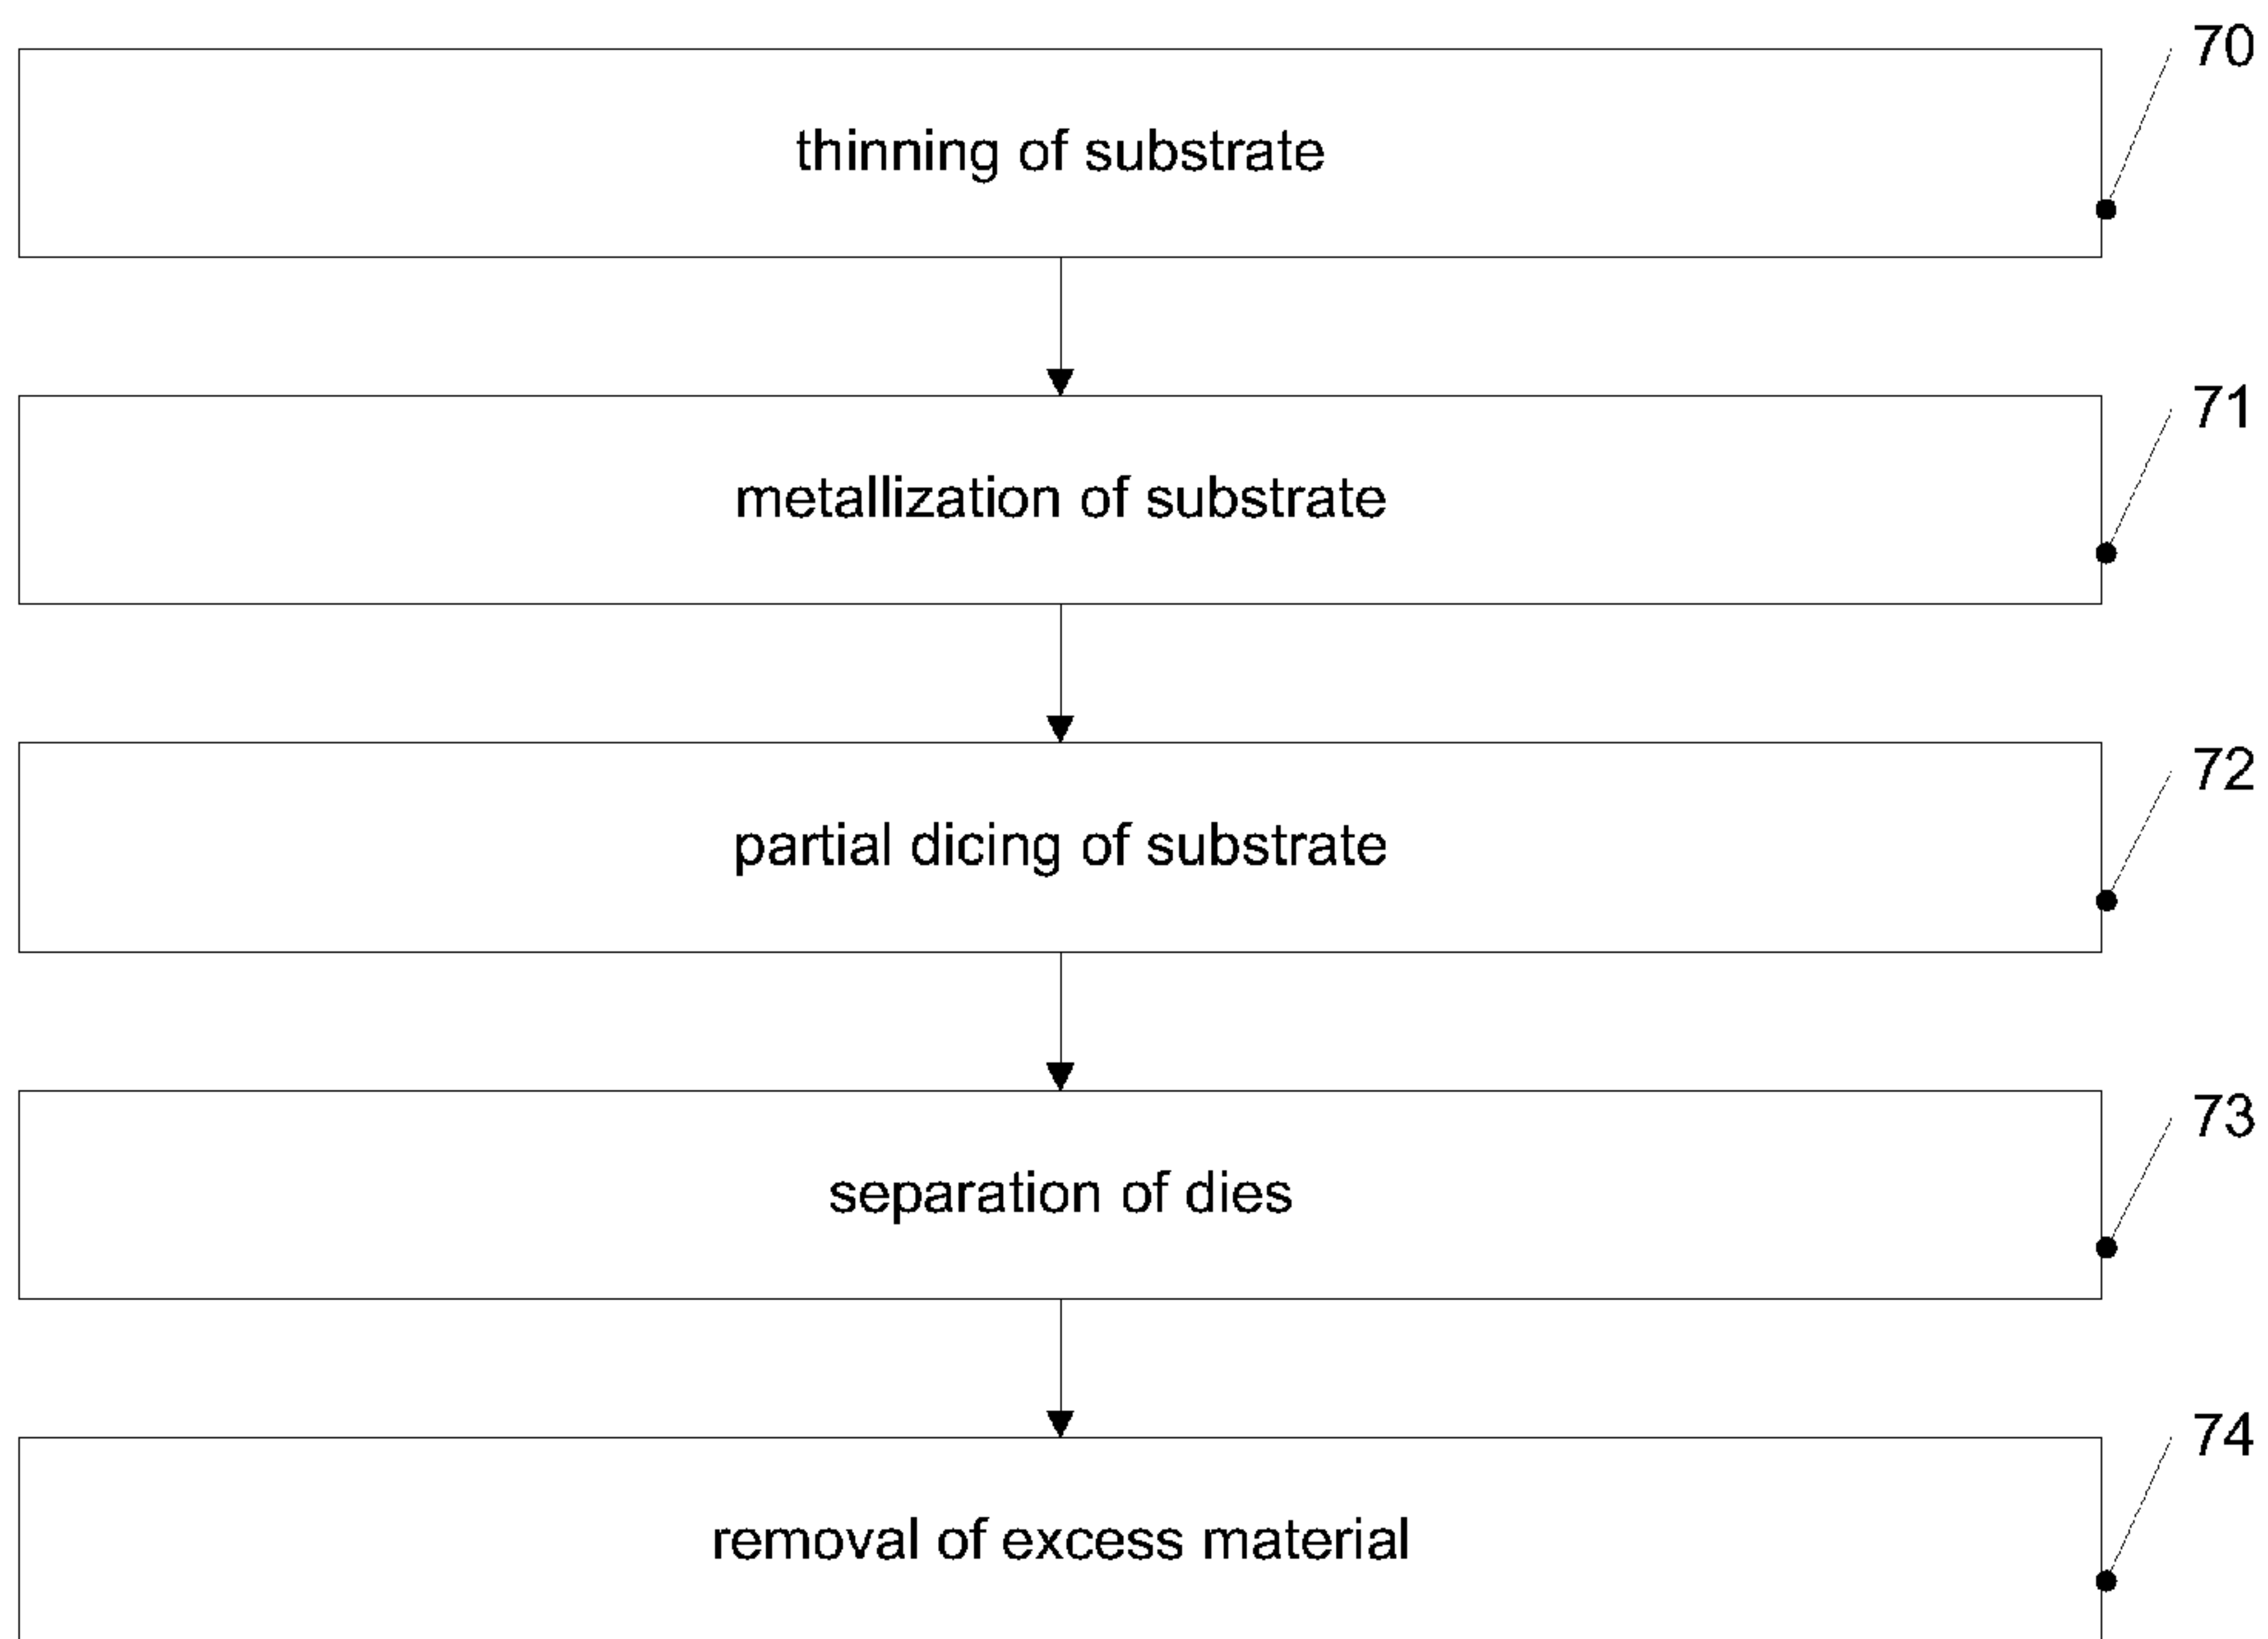 70
thinning of substrate
71
metallization of substrate
72
partial dicing of substrate
73
separation of dies
74
removal of excess material